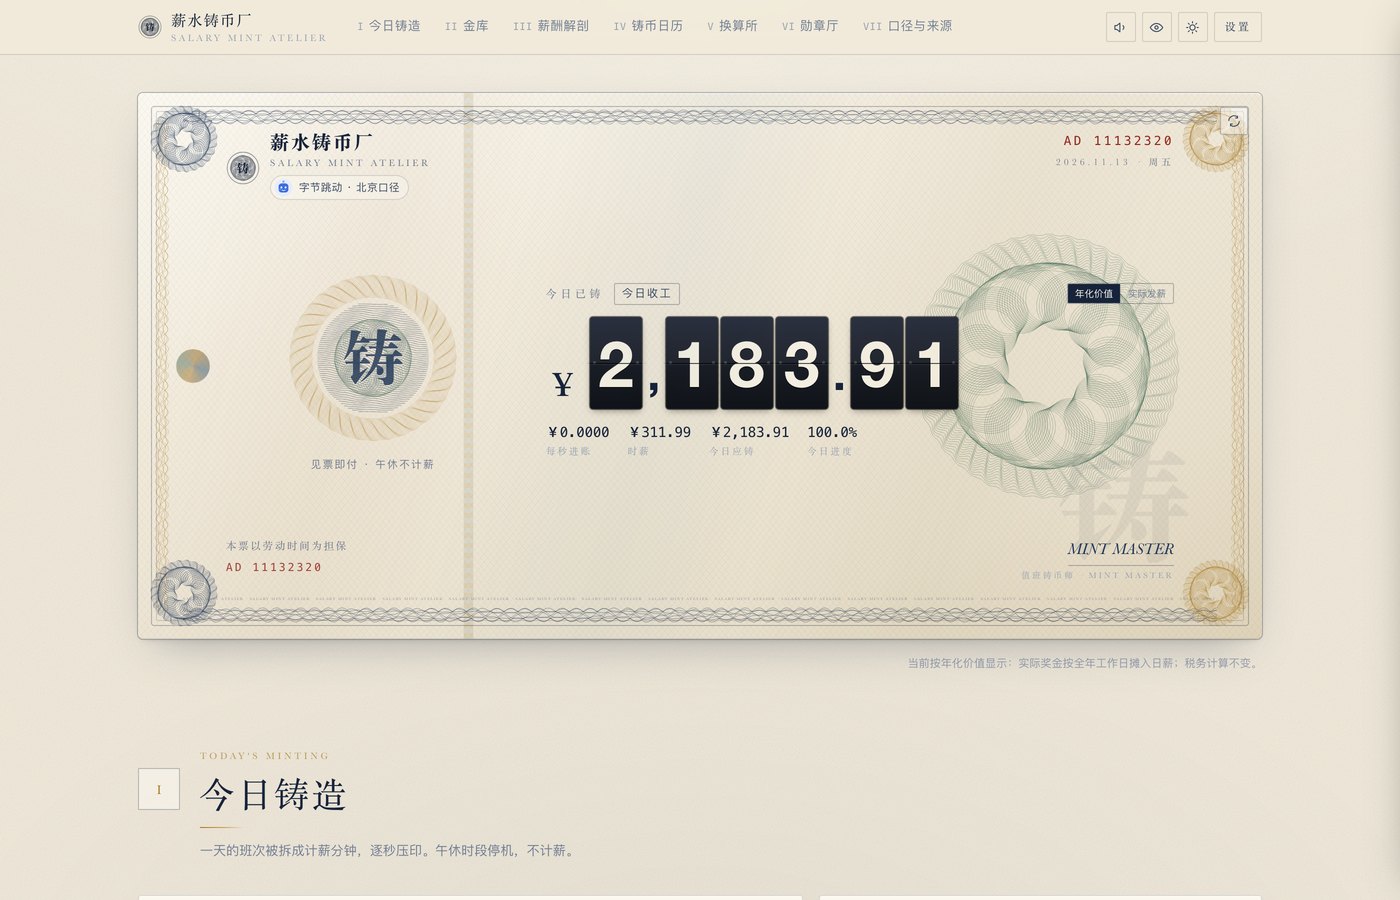 铸 薪水铸币厂
SALARY MINT ATELIER
I 今日铸造 II 金库 III 薪酬解剖 IV 铸币日历 V 换算所 VI 勋章厅 VII 口径与来源
设置
铸
薪水铸币厂
SALARY MINT ATELIER
字节跳动 · 北京口径
AD 11132320
2026.11.13 · 周五
铸
见票即付 · 午休不计薪
本票以劳动时间为担保
AD 11132320
今日已铸 今日收工
年化价值 实际发薪
¥ 2,183.91
¥0.0000 ¥311.99 ¥2,183.91 100.0%
每秒进账 时薪 今日应铸 今日进度
铸
MINT MASTER
值班铸币师 · MINT MASTER
当前按年化价值显示：实际奖金按全年工作日摊入日薪；税务计算不变。
TODAY'S MINTING
I
今日铸造
一天的班次被拆成计薪分钟，逐秒压印。午休时段停机，不计薪。